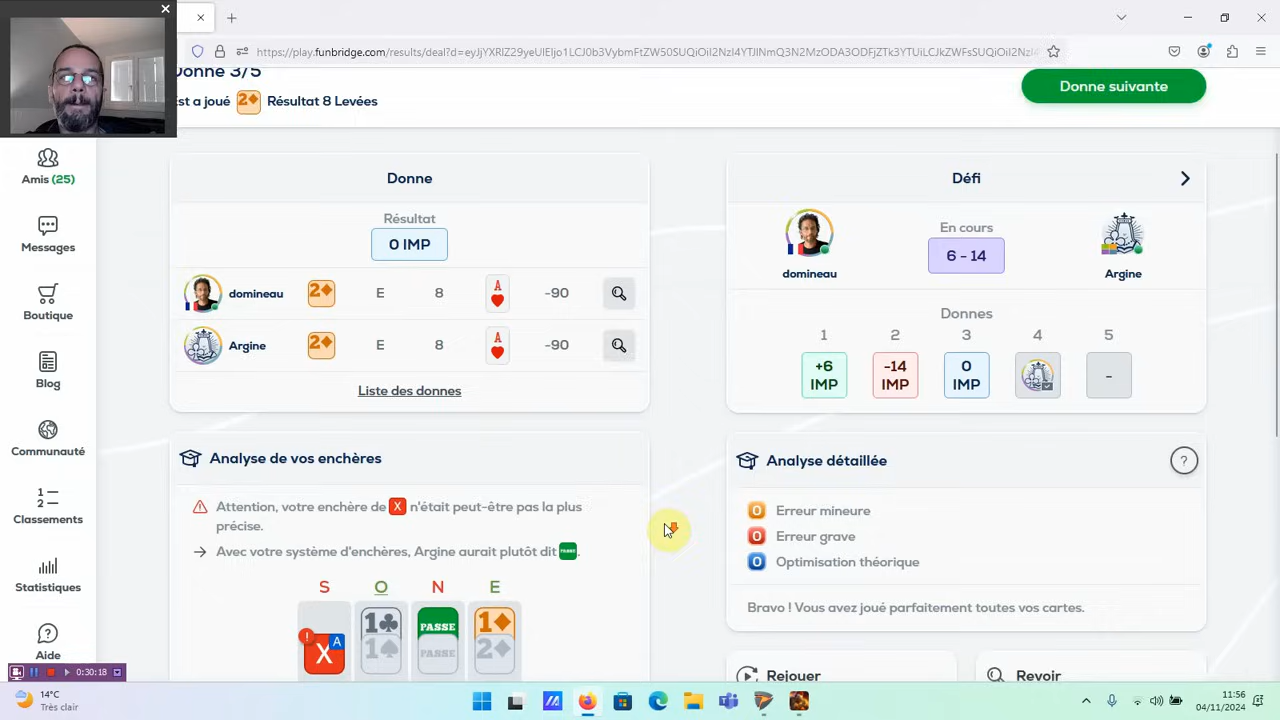 https://play.funbridge.com/results/deal?d=
Donne 3/5
Est a joué 2♦ Résultat 8 Levées
Donne suivante
Amis (25)
Messages
Boutique
Blog
Communauté
1
2
Classements
Statistiques
?
Aide
Donne
Résultat
0 IMP
domineau 2♦ E 8 A♥ -90
Argine 2♦ E 8 A♥ -90
Liste des donnes
Défi
domineau
En cours
6 - 14
Argine
Donnes
1 2 3 4 5
+6 IMP
-14 IMP
0 IMP
-
Analyse de vos enchères
Attention, votre enchère de X n'était peut-être pas la plus
précise.
Avec votre système d'enchères, Argine aurait plutôt dit PASSE.
S O N E
! X A
1♣
1♠
PASSE
PASSE
1♦
2♦
Analyse détaillée
?
0 Erreur mineure
0 Erreur grave
0 Optimisation théorique
Bravo ! Vous avez joué parfaitement toutes vos cartes.
Rejouer
Revoir
0:30:18
14°C
Très clair
11:56
04/11/2024